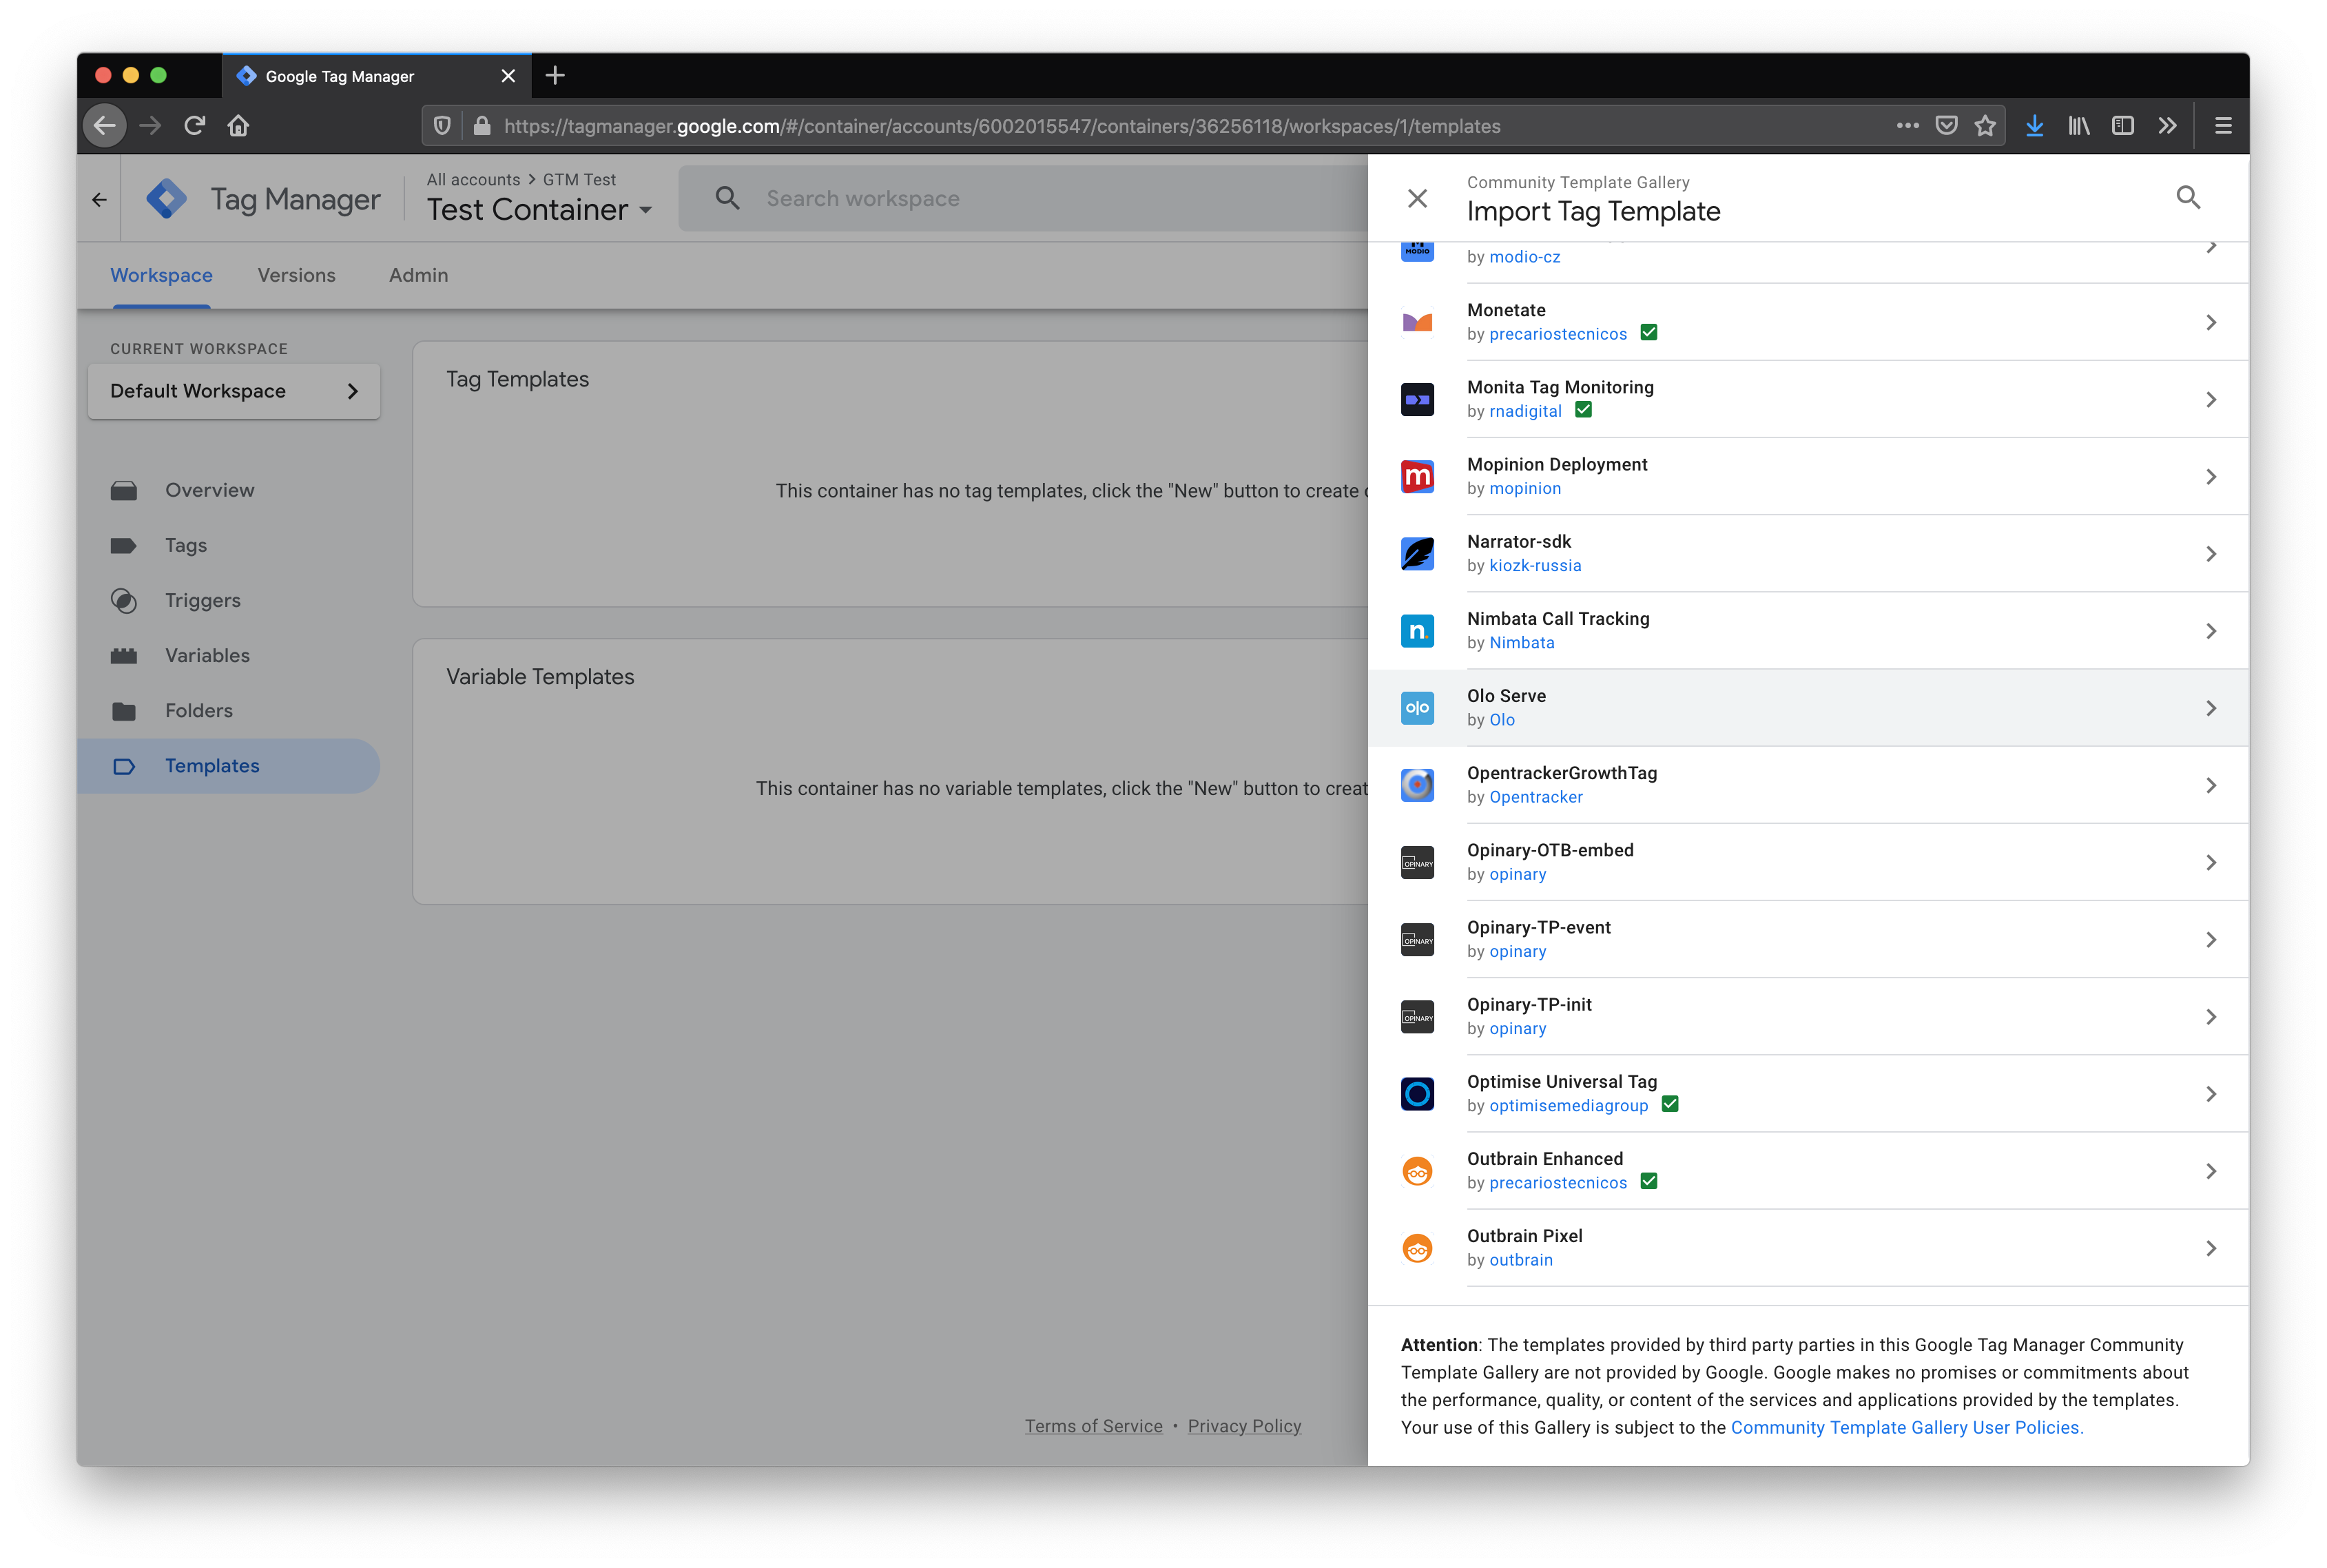 Google Tag Manager
https://tagmanager.google.com/#/container/accounts/6002015547/containers/36256118/workspaces/1/templates
Tag Manager
All accounts > GTM Test
Test Container
Search workspace
Workspace
Versions
Admin
CURRENT WORKSPACE
Default Workspace
Overview
Tags
Triggers
Variables
Folders
Templates
Tag Templates
This container has no tag templates, click the "New" button to create
Variable Templates
This container has no variable templates, click the "New" button to creat
Terms of Service • Privacy Policy
Community Template Gallery
Import Tag Template
MODIO
by modio-cz
Monetate
by precariostecnicos
Monita Tag Monitoring
by rnadigital
m
Mopinion Deployment
by mopinion
Narrator-sdk
by kiozk-russia
n.
Nimbata Call Tracking
by Nimbata
olo
Olo Serve
by Olo
OpentrackerGrowthTag
by Opentracker
OPINARY
Opinary-OTB-embed
by opinary
OPINARY
Opinary-TP-event
by opinary
OPINARY
Opinary-TP-init
by opinary
Optimise Universal Tag
by optimisemediagroup
Outbrain Enhanced
by precariostecnicos
Outbrain Pixel
by outbrain
Attention: The templates provided by third party parties in this Google Tag Manager Community
Template Gallery are not provided by Google. Google makes no promises or commitments about
the performance, quality, or content of the services and applications provided by the templates.
Your use of this Gallery is subject to the Community Template Gallery User Policies.